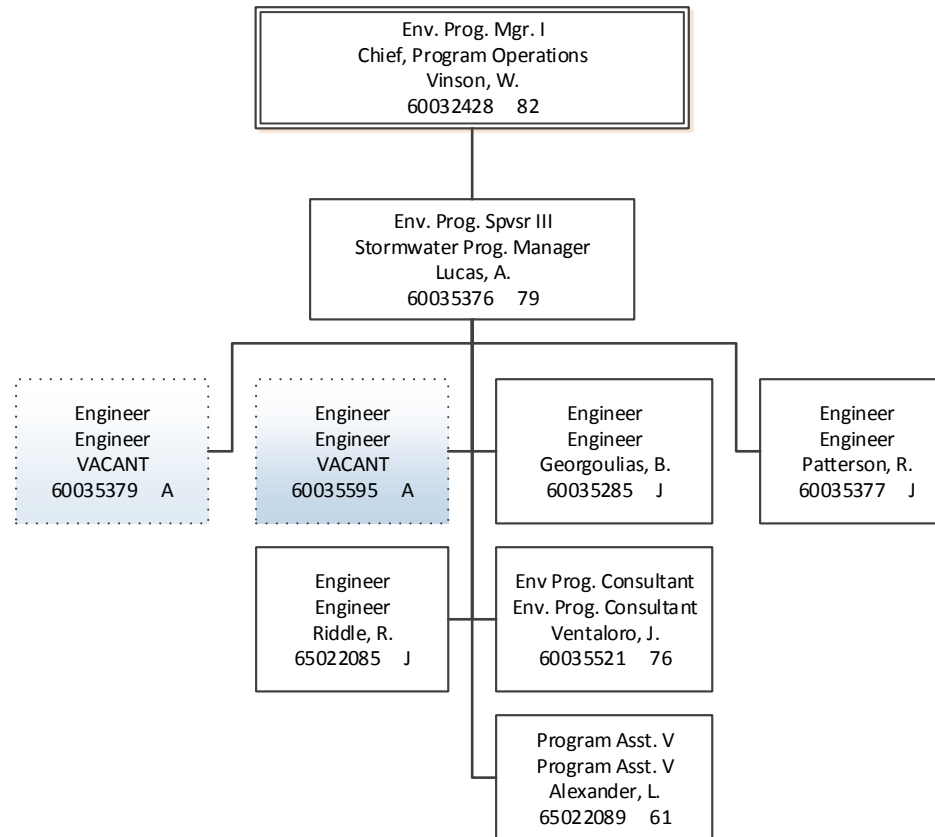 Env. Prog. Mgr. I
Chief, Program Operations
Vinson, W.
60032428 82
Env. Prog. Spvsr III
Stormwater Prog. Manager
Lucas, A.
60035376 79
Engineer
Engineer
VACANT
60035379 A
Engineer
Engineer
VACANT
60035595 A
Engineer
Engineer
Georgoulias, B.
60035285 J
Engineer
Engineer
Patterson, R.
60035377 J
Engineer
Engineer
Riddle, R.
65022085 J
Env Prog. Consultant
Env. Prog. Consultant
Ventaloro, J.
60035521 76
Program Asst. V
Program Asst. V
Alexander, L.
65022089 61